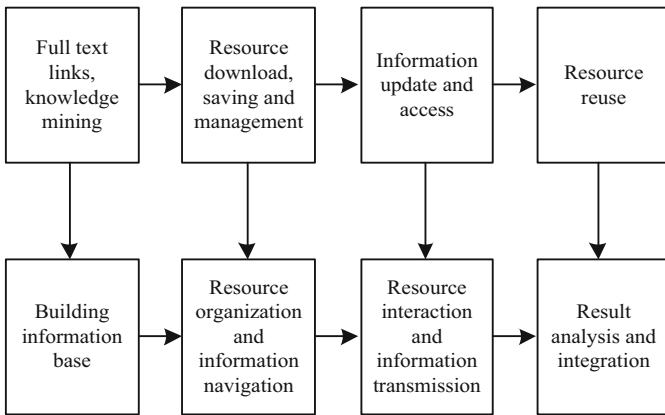 Full text
links,
knowledge
mining
Resource
download,
saving and
management
Information
update and
access
Resource
reuse
Building
information
base
Resource
organization
and
information
navigation
Resource
interaction
and
information
transmission
Result
analysis and
integration